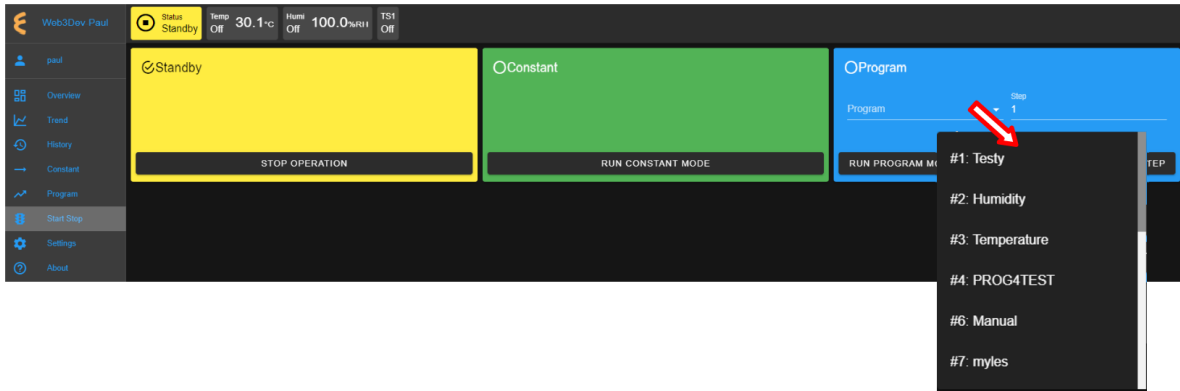 Web3Dev Paul
Status
Standby
Temp
Off
30.1°C
Humi
Off
100.0%RH
TS1
Off
paul
Overview
Trend
History
Constant
Program
Start Stop
Settings
About
Standby
STOP OPERATION
Constant
RUN CONSTANT MODE
Program
Program
Step
1
RUN PROGRAM MO
TEP
#1: Testy
#2: Humidity
#3: Temperature
#4: PROG4TEST
#6: Manual
#7: myles